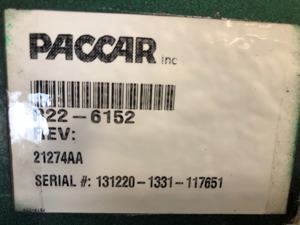 PACCAR inc
22-6152
REV:
21274AA
SERIAL #: 131220-1331-117651